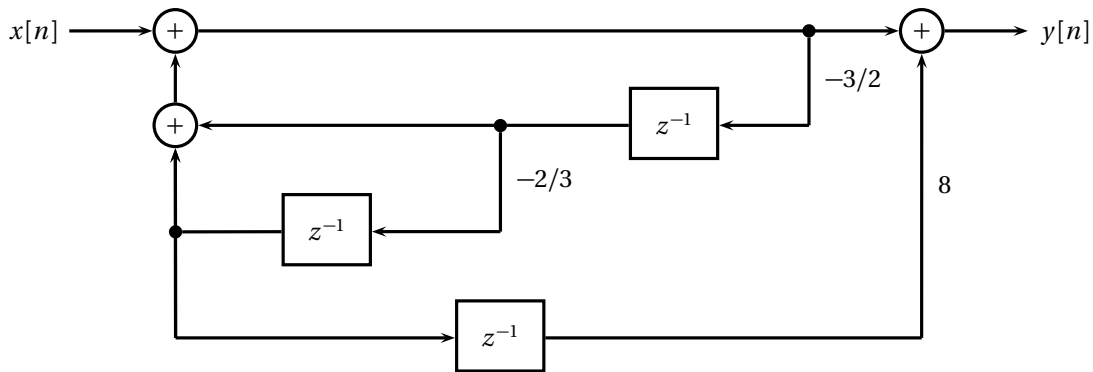 x[n] + + y[n]
−3/2
+ z⁻¹
−2/3
8
z⁻¹
z⁻¹